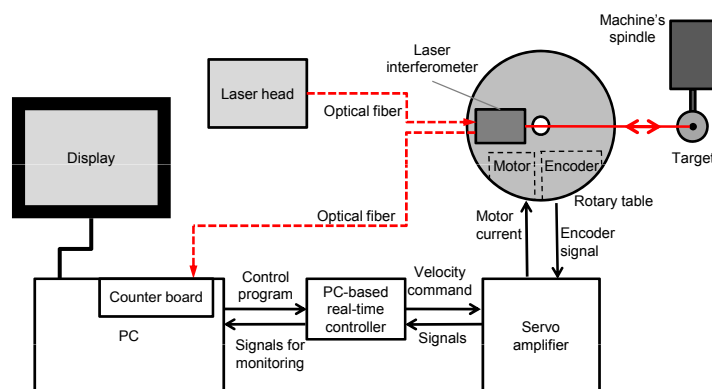 Machine's
spindle
Laser
interferometer
Laser head
Optical fiber
Display
Motor
Encoder
Target
Rotary table
Optical fiber
Motor
current
Encoder
signal
Counter board
PC
Control
program
Signals for
monitoring
PC-based
real-time
controller
Velocity
command
Signals
Servo
amplifier